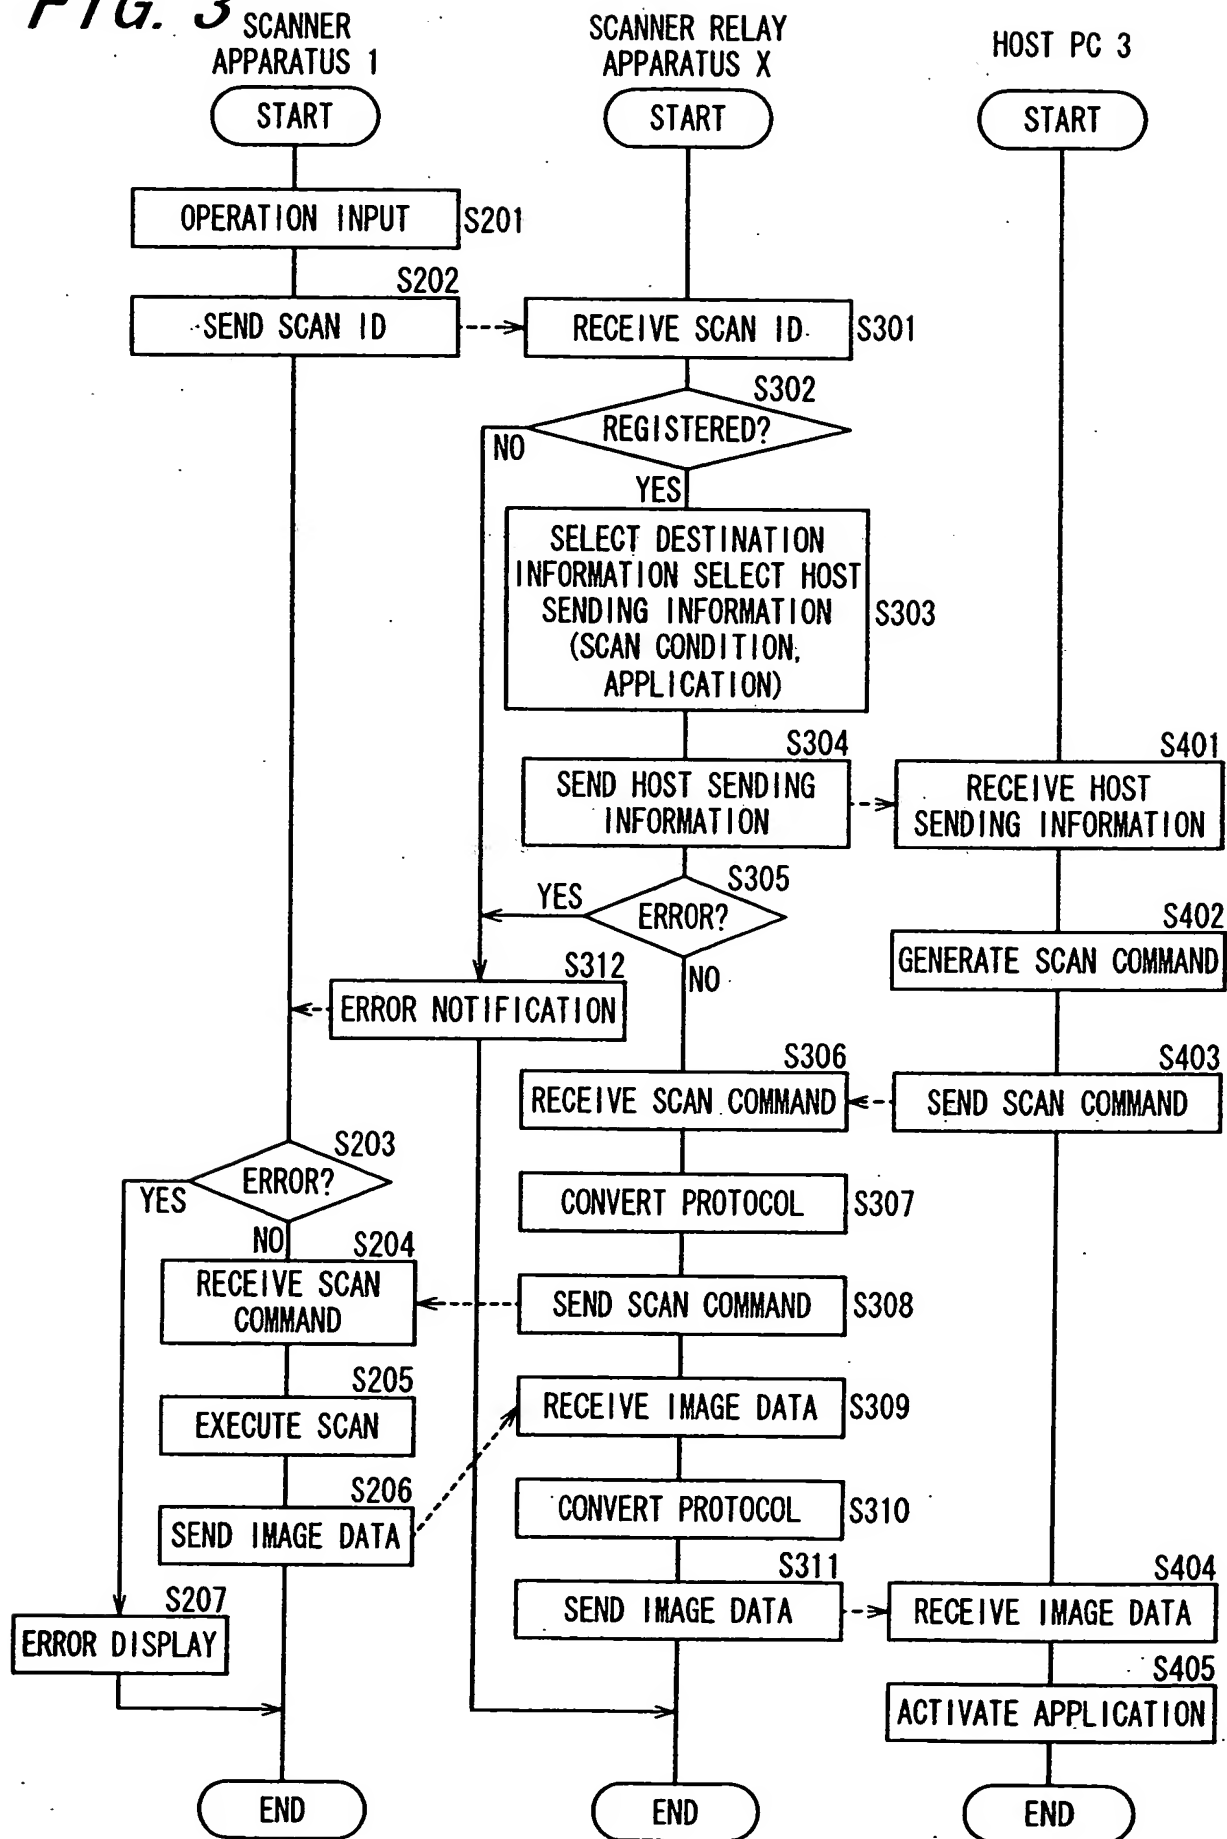 FIG. 3
SCANNER
APPARATUS 1
SCANNER RELAY
APPARATUS X
HOST PC 3
START
START
START
OPERATION INPUT
S201
S202
SEND SCAN ID
RECEIVE SCAN ID
S301
S302
REGISTERED?
NO
YES
SELECT DESTINATION
INFORMATION SELECT HOST
SENDING INFORMATION
(SCAN CONDITION,
APPLICATION)
S303
S304
SEND HOST SENDING
INFORMATION
S401
RECEIVE HOST
SENDING INFORMATION
S305
YES
ERROR?
NO
S402
GENERATE SCAN COMMAND
S312
ERROR NOTIFICATION
S306
RECEIVE SCAN COMMAND
S403
SEND SCAN COMMAND
S203
ERROR?
YES
NO
CONVERT PROTOCOL
S307
S204
RECEIVE SCAN
COMMAND
SEND SCAN COMMAND
S308
S205
EXECUTE SCAN
RECEIVE IMAGE DATA
S309
S206
SEND IMAGE DATA
CONVERT PROTOCOL
S310
S311
SEND IMAGE DATA
S404
RECEIVE IMAGE DATA
S207
ERROR DISPLAY
S405
ACTIVATE APPLICATION
END
END
END